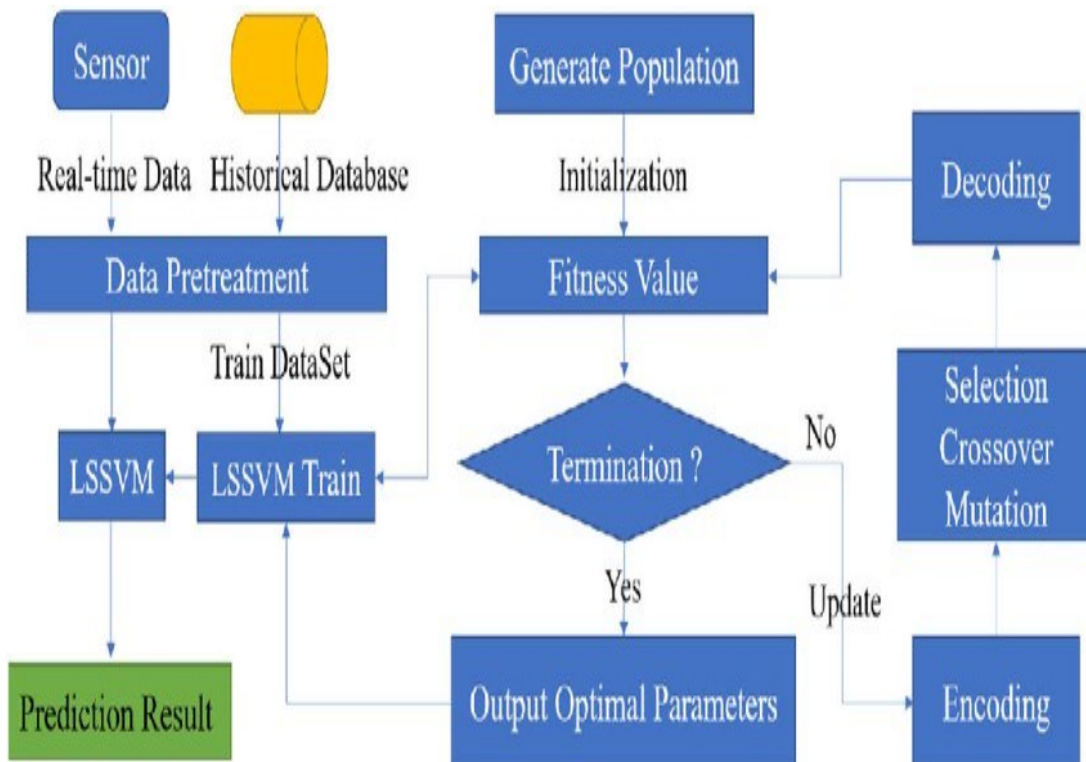 Sensor
Generate Population
Real-time Data
Historical Database
Initialization
Decoding
Data Pretreatment
Fitness Value
Train DataSet
Selection
Crossover
Mutation
LSSVM
LSSVM Train
Termination ?
No
Yes
Update
Prediction Result
Output Optimal Parameters
Encoding